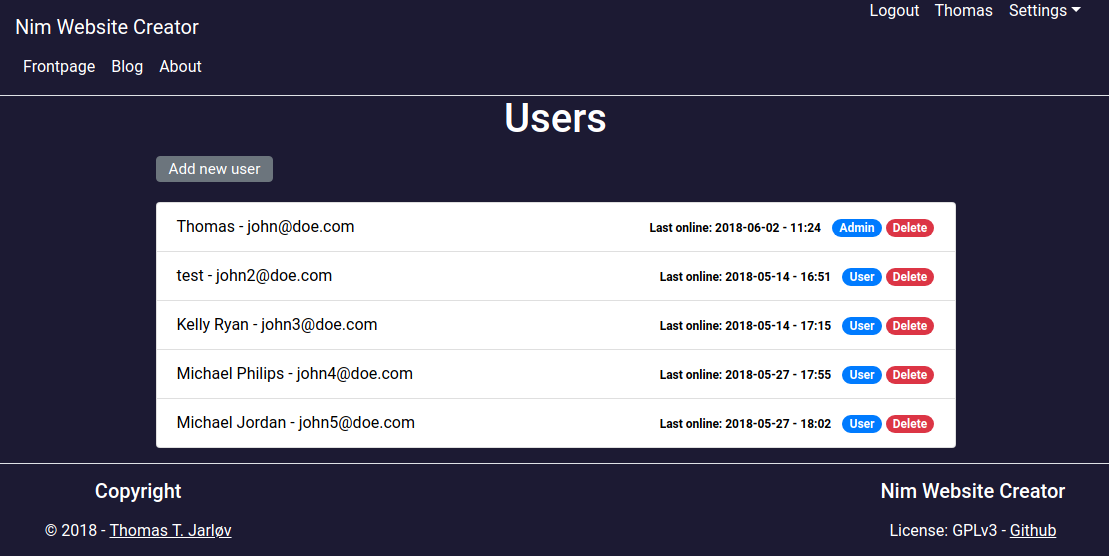 Nim Website Creator
Logout Thomas Settings
Frontpage Blog About
Users
Add new user
Thomas - john@doe.com Last online: 2018-06-02 - 11:24 Admin Delete
test - john2@doe.com Last online: 2018-05-14 - 16:51 User Delete
Kelly Ryan - john3@doe.com Last online: 2018-05-14 - 17:15 User Delete
Michael Philips - john4@doe.com Last online: 2018-05-27 - 17:55 User Delete
Michael Jordan - john5@doe.com Last online: 2018-05-27 - 18:02 User Delete
Copyright
© 2018 - Thomas T. Jarløv
Nim Website Creator
License: GPLv3 - Github